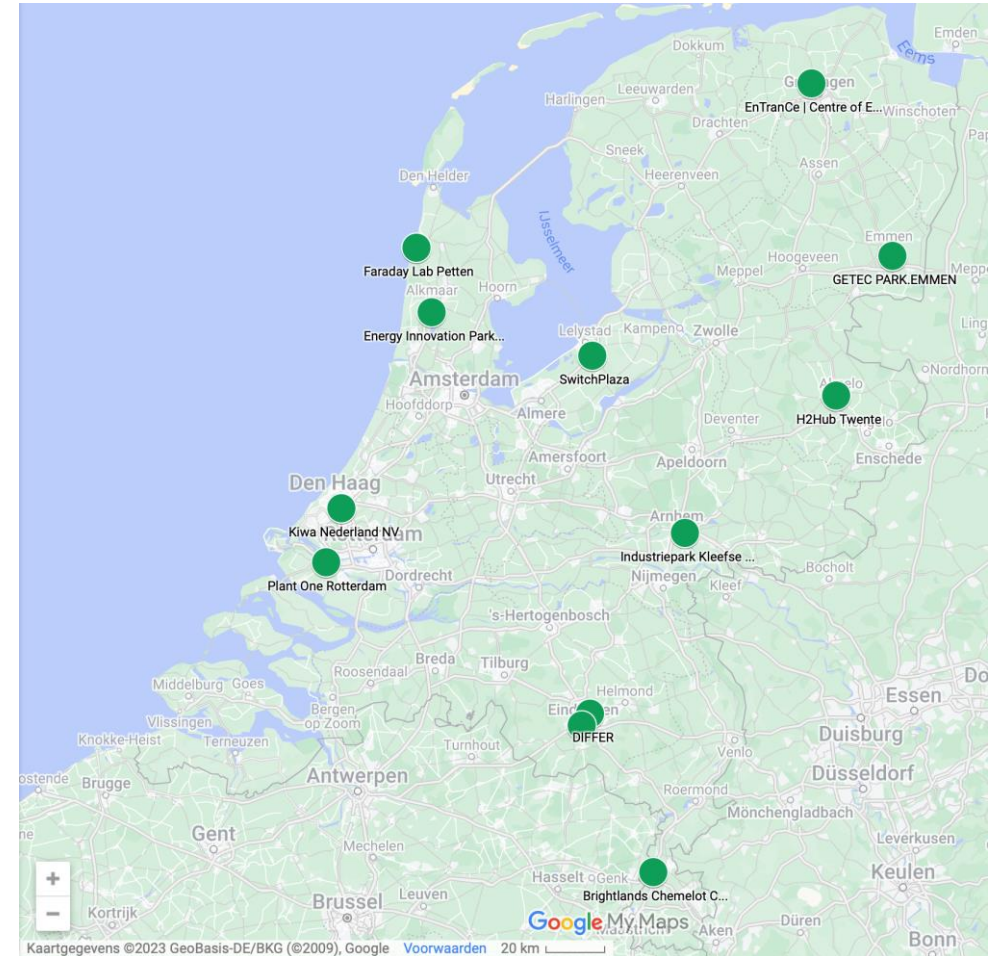 Emden
Dokkum
Eems
Leeuwarden
Harlingen
EnTranCe | Centre of E...
Winschoten
Drachten
Sneek
Assen
Heerenveen
Den Helder
IJsselmeer
Emmen
Hoogeveen
Faraday Lab Petten
Meppel
GETEC PARK.EMMEN
Alkmaar
Hoorn
Energy Innovation Park...
Lelystad
Kampen
Zwolle
SwitchPlaza
Amsterdam
Hoofddorp
Almere
H2Hub Twente
Deventer
Amersfoort
Apeldoorn
Enschede
Utrecht
Den Haag
Arnhem
Kiwa Nederland NV
Industriepark Kleefse ...
Bocholt
Plant One Rotterdam
Dordrecht
Nijmegen
Kleef
's-Hertogenbosch
Breda
Tilburg
Roosendaal
Middelburg
Goes
Helmond
Essen
Bergen
op Zoom
Vlissingen
DIFFER
Duisburg
Knokke-Heist
Terneuzen
Turnhout
Venlo
Brugge
Antwerpen
Düsseldorf
Roermond
Mönchengladbach
Gent
Mechelen
Leverkusen
Hasselt
Genk
Keulen
Brightlands Chemelot C...
Brussel
Leuven
Kortrijk
Google My Maps
Düren
Aken
Bonn
+
−
Kaartgegevens ©2023 GeoBasis-DE/BKG (©2009), Google Voorwaarden 20 km